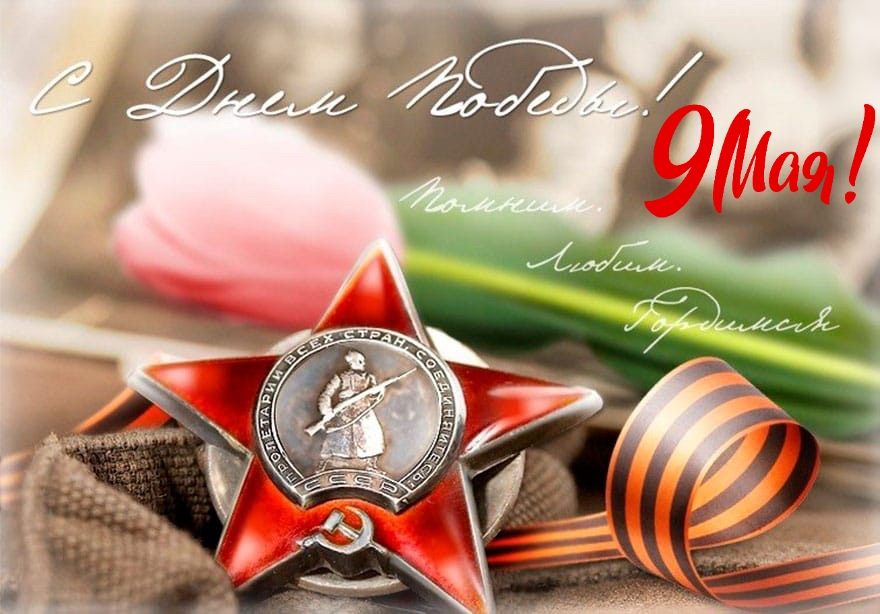 С Днем Победы!
9 Мая!
Помним.
Любим.
Гордимся
ПРОЛЕТАРИИ ВСЕХ СТРАН, СОЕДИНЯЙТЕСЬ!
СССР